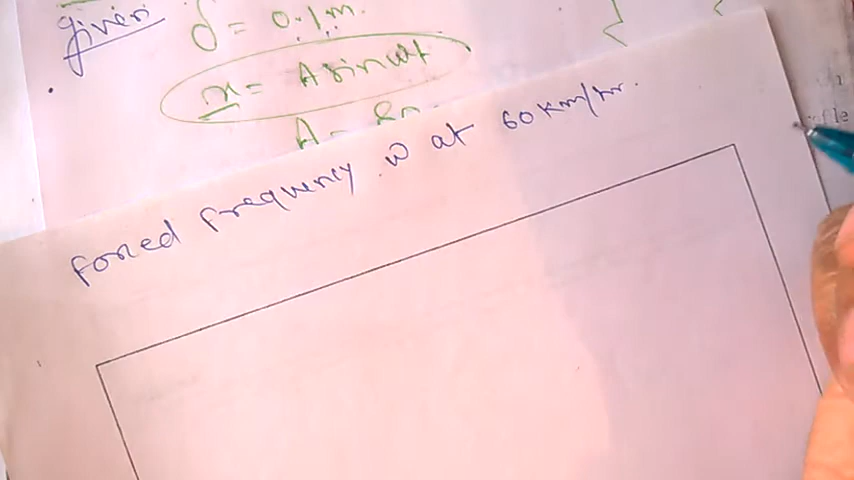 given δ = 0.1m.
x = A sin ωt
A =
Forced frequency ω at 60 km/hr.